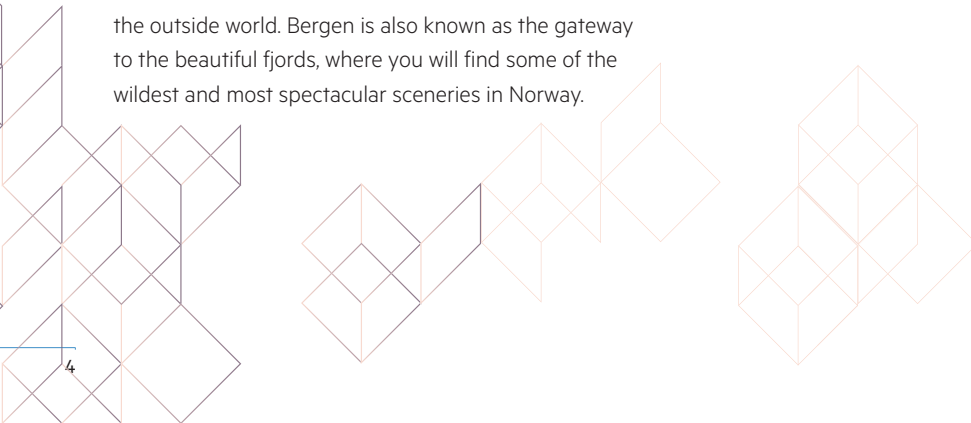 the outside world. Bergen is also known as the gateway
to the beautiful fjords, where you will find some of the
wildest and most spectacular sceneries in Norway.
4